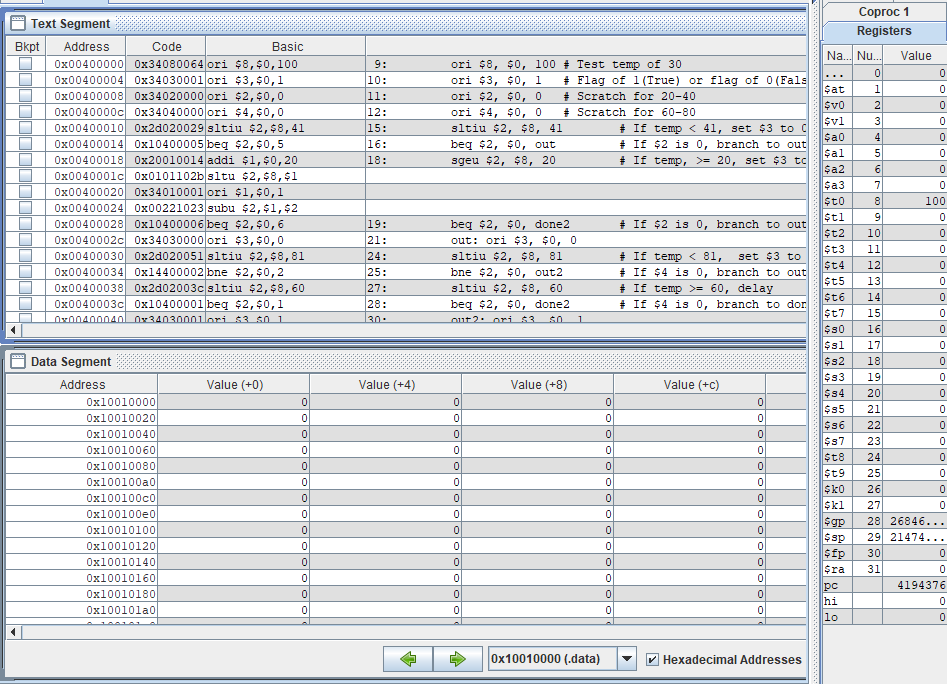 Text Segment
Bkpt Address Code Basic
0x00400000 0x34080064 ori $8,$0,100 9: ori $8, $0, 100 # Test temp of 30
0x00400004 0x34030001 ori $3,$0,1 10: ori $3, $0, 1 # Flag of 1(True) or flag of 0(Fals
0x00400008 0x34020000 ori $2,$0,0 11: ori $2, $0, 0 # Scratch for 20-40
0x0040000c 0x34040000 ori $4,$0,0 12: ori $4, $0, 0 # Scratch for 60-80
0x00400010 0x2d020029 sltiu $2,$8,41 15: sltiu $2, $8, 41 # If temp < 41, set $3 to 0
0x00400014 0x10400005 beq $2,$0,5 16: beq $2, $0, out # If $2 is 0, branch to out
0x00400018 0x20010014 addi $1,$0,20 18: sgeu $2, $8, 20 # If temp, >= 20, set $3 to
0x0040001c 0x0101102b sltu $2,$8,$1
0x00400020 0x34010001 ori $1,$0,1
0x00400024 0x00221023 subu $2,$1,$2
0x00400028 0x10400006 beq $2,$0,6 19: beq $2, $0, done2 # If $2 is 0, branch to out
0x0040002c 0x34030000 ori $3,$0,0 21: out: ori $3, $0, 0
0x00400030 0x2d020051 sltiu $2,$8,81 24: sltiu $2, $8, 81 # If temp < 81, set $3 to
0x00400034 0x14400002 bne $2,$0,2 25: bne $2, $0, out2 # If $4 is 0, branch to out
0x00400038 0x2d02003c sltiu $2,$8,60 27: sltiu $2, $8, 60 # If temp >= 60, delay
0x0040003c 0x10400001 beq $2,$0,1 28: beq $2, $0, done2 # If $4 is 0, branch to don
0x00400040 0x34030001 ori $3,$0,1 30: out2: ori $3, $0, 1
Data Segment
Address Value (+0) Value (+4) Value (+8) Value (+c)
0x10010000 0 0 0 0
0x10010020 0 0 0 0
0x10010040 0 0 0 0
0x10010060 0 0 0 0
0x10010080 0 0 0 0
0x100100a0 0 0 0 0
0x100100c0 0 0 0 0
0x100100e0 0 0 0 0
0x10010100 0 0 0 0
0x10010120 0 0 0 0
0x10010140 0 0 0 0
0x10010160 0 0 0 0
0x10010180 0 0 0 0
0x100101a0 0 0 0 0
0x10010000 (.data) Hexadecimal Addresses
Coproc 1
Registers
Na... Nu... Value
... 0 0
$at 1 0
$v0 2 0
$v1 3 0
$a0 4 0
$a1 5 0
$a2 6 0
$a3 7 0
$t0 8 100
$t1 9 0
$t2 10 0
$t3 11 0
$t4 12 0
$t5 13 0
$t6 14 0
$t7 15 0
$s0 16 0
$s1 17 0
$s2 18 0
$s3 19 0
$s4 20 0
$s5 21 0
$s6 22 0
$s7 23 0
$t8 24 0
$t9 25 0
$k0 26 0
$k1 27 0
$gp 28 26846...
$sp 29 21474...
$fp 30 0
$ra 31 0
pc 4194376
hi 0
lo 0